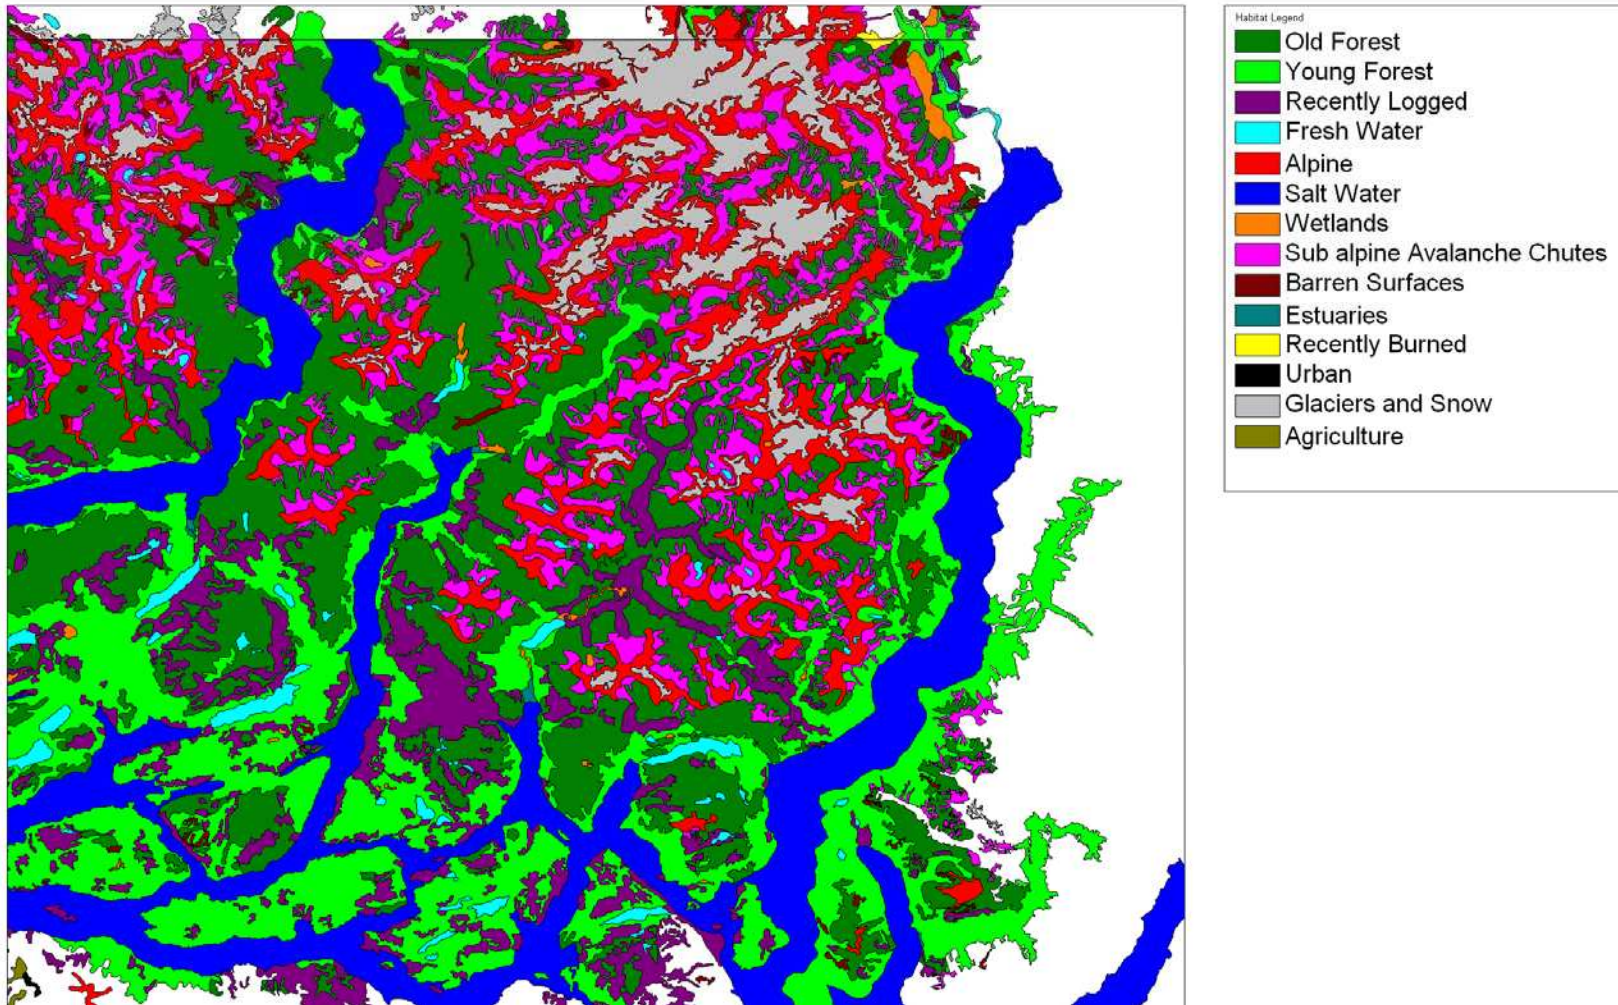 Habitat Legend
Old Forest
Young Forest
Recently Logged
Fresh Water
Alpine
Salt Water
Wetlands
Sub alpine Avalanche Chutes
Barren Surfaces
Estuaries
Recently Burned
Urban
Glaciers and Snow
Agriculture